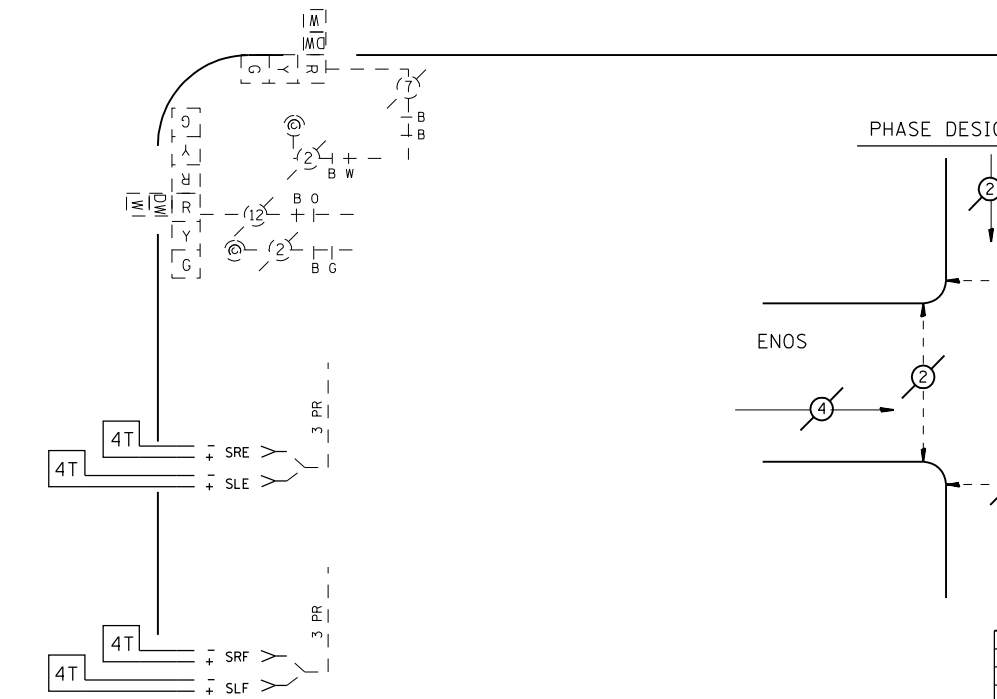 W
DW
G Y R
7
G
B
B
©
PHASE DESIG
Y
2
B W
2
R
W DW
R
B O
12
Y
©
2
G
B G
ENOS
2
3 PR
4
4T
- SRE
+
4T
- SLE
+
3 PR
4T
- SRF
+
4T
- SLF
+